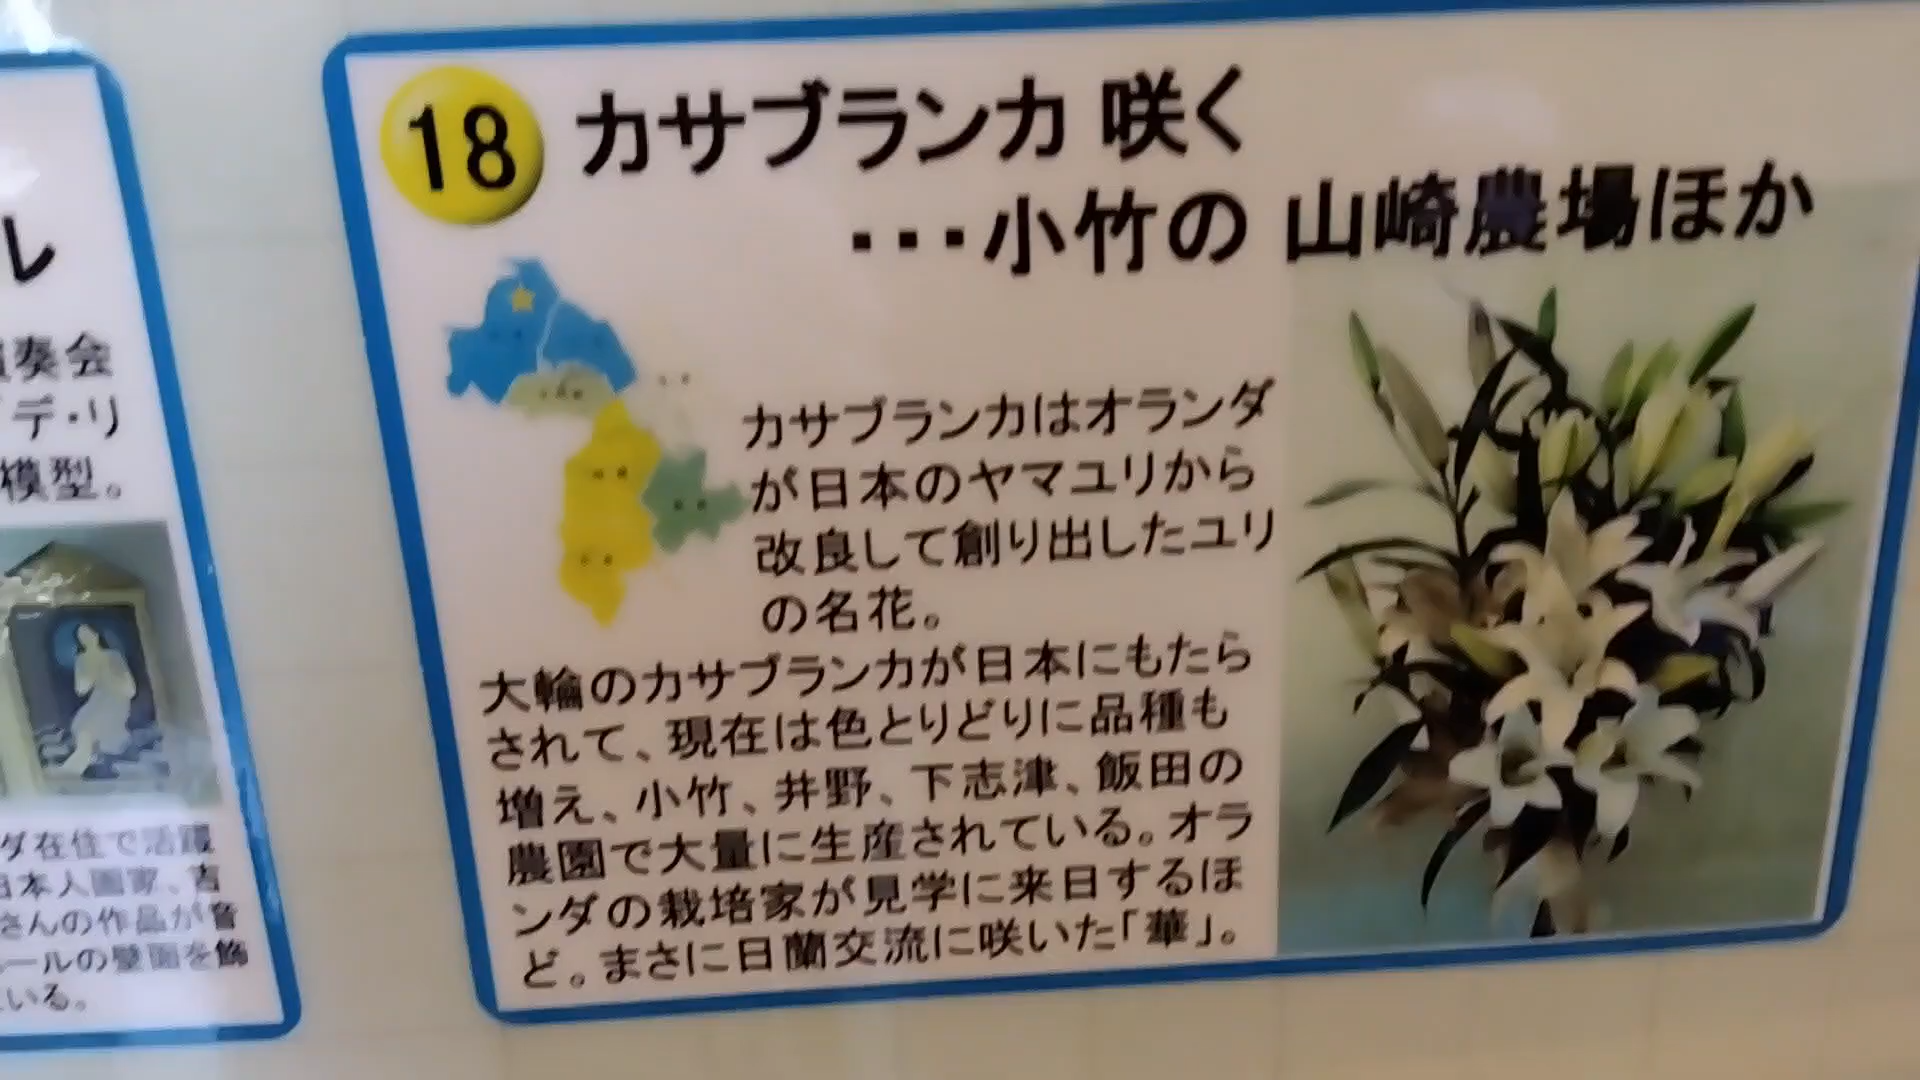 レ
奏会
デ・リ
模型。
ダ在住で活躍
日本人画家、吉
さんの作品が音
ールの壁面を飾
いる。
18 カサブランカ 咲く
・・・小竹の 山崎農場ほか
カサブランカはオランダ
が日本のヤマユリから
改良して創り出したユリ
の名花。
大輪のカサブランカが日本にもたら
されて、現在は色とりどりに品種も
増え、小竹、井野、下志津、飯田の
農園で大量に生産されている。オラ
ンダの栽培家が見学に来日するほ
ど。まさに日蘭交流に咲いた「華」。